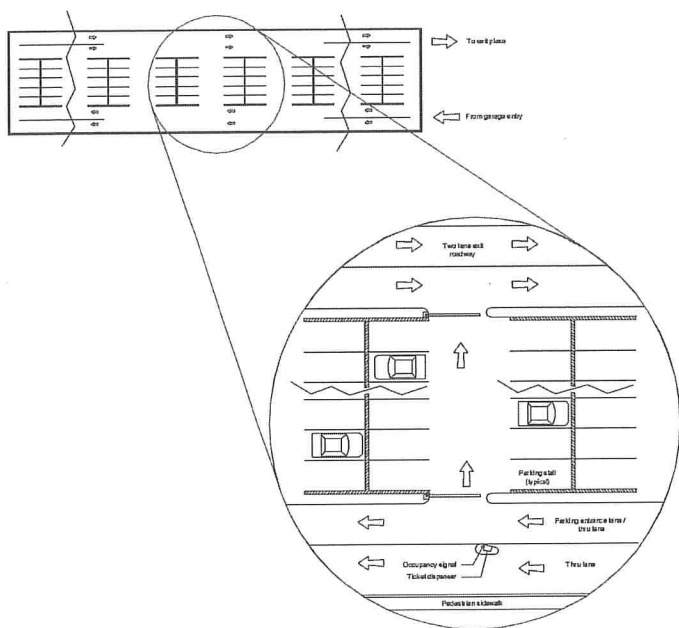 To exit plaza
From garage entry
Two lane exit
roadway
Parking stall
(typical)
Parking entrance lane /
thru lane
Occupancy signal
Ticket dispenser
Thru lane
Pedestrian sidewalk